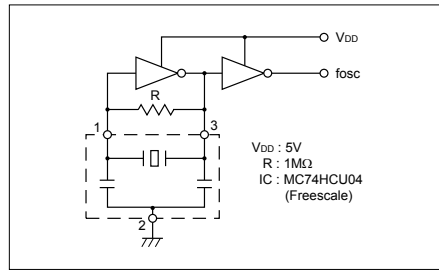 VDD
fosc
R
1
3
2
VDD : 5V
R : 1MΩ
IC : MC74HCU04
(Freescale)